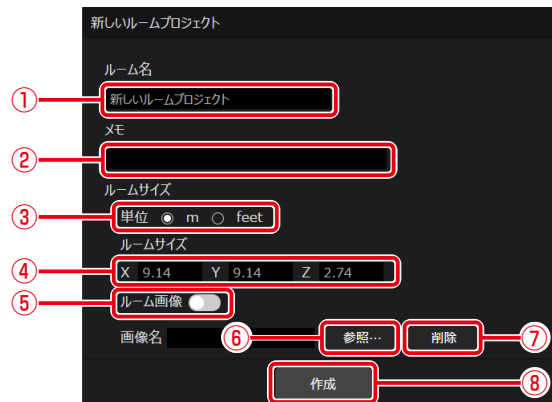 新しいルームプロジェクト
ルーム名
① 新しいルームプロジェクト
メモ
②
ルームサイズ
③ 単位 m feet
ルームサイズ
④ X 9.14 Y 9.14 Z 2.74
⑤ ルーム画像
画像名 ⑥ 参照… 削除 ⑦
作成 ⑧